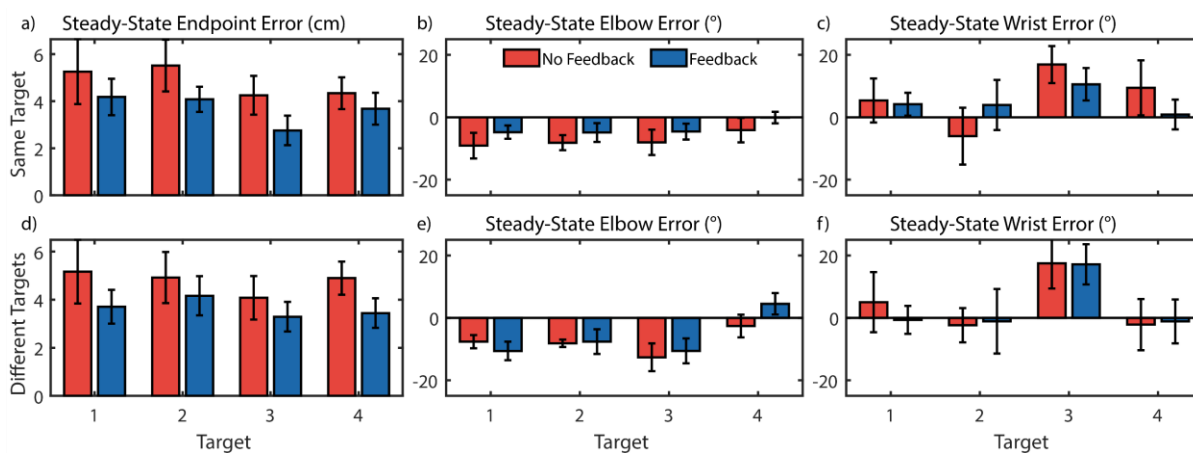 a) Steady-State Endpoint Error (cm)
b) Steady-State Elbow Error (°)
c) Steady-State Wrist Error (°)
Same Target
6
4
2
0
20
0
-20
No Feedback
Feedback
20
0
-20
d)
e) Steady-State Elbow Error (°)
f) Steady-State Wrist Error (°)
Different Targets
6
4
2
0
20
0
-20
20
0
-20
1 2 3 4
1 2 3 4
1 2 3 4
Target
Target
Target